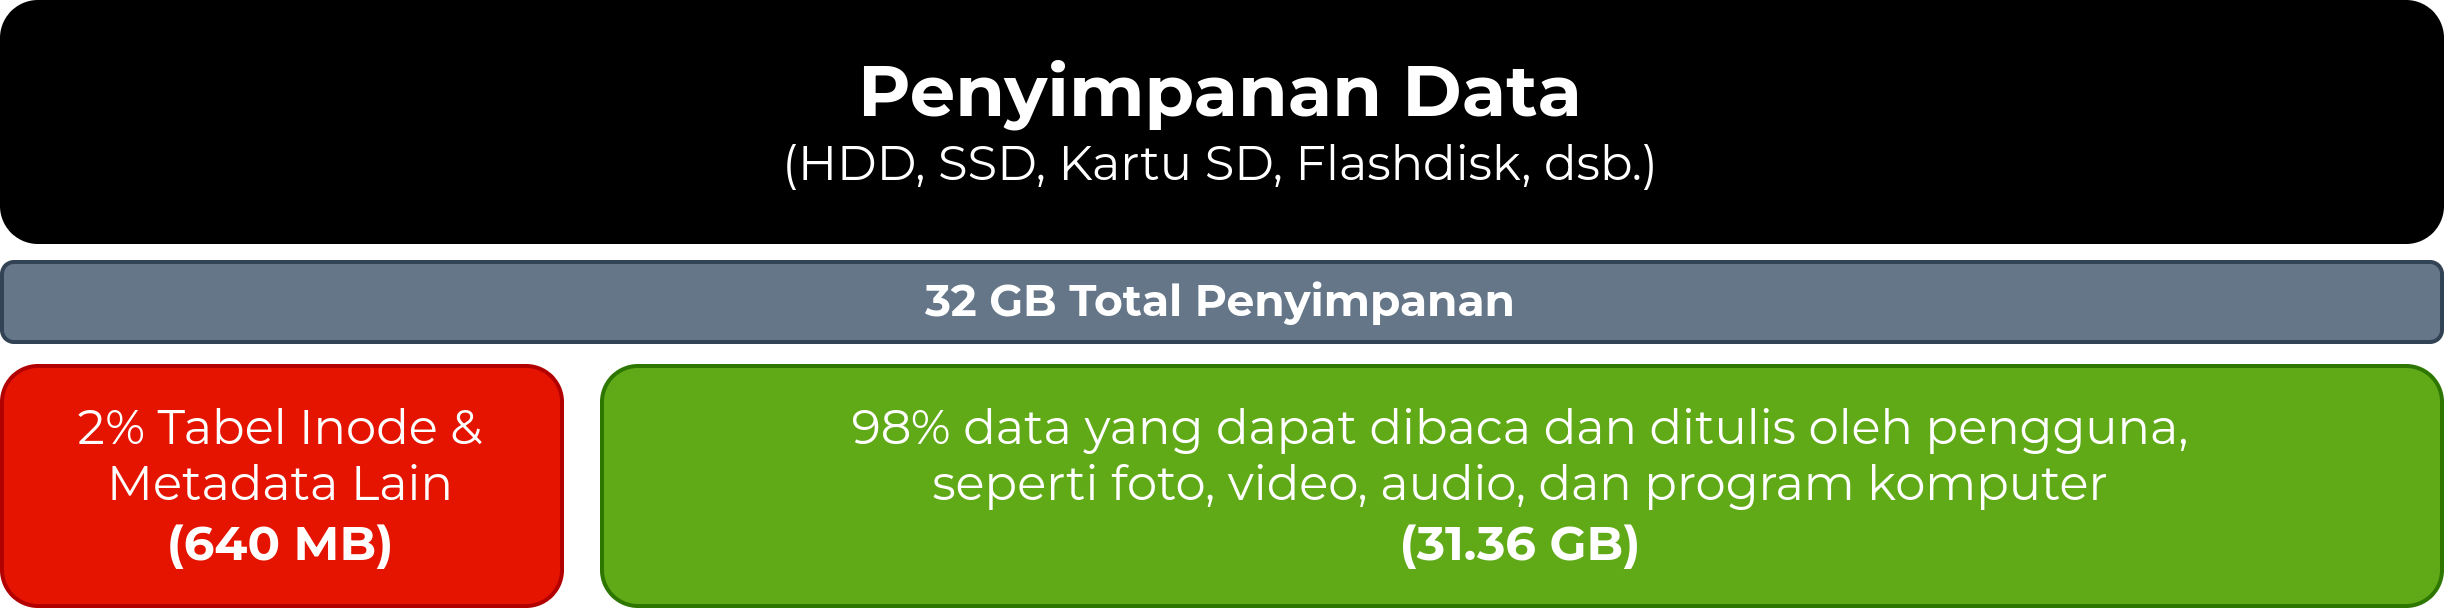 Penyimpanan Data
(HDD, SSD, Kartu SD, Flashdisk, dsb.)
32 GB Total Penyimpanan
2% Tabel Inode &
Metadata Lain
(640 MB)
98% data yang dapat dibaca dan ditulis oleh pengguna,
seperti foto, video, audio, dan program komputer
(31.36 GB)